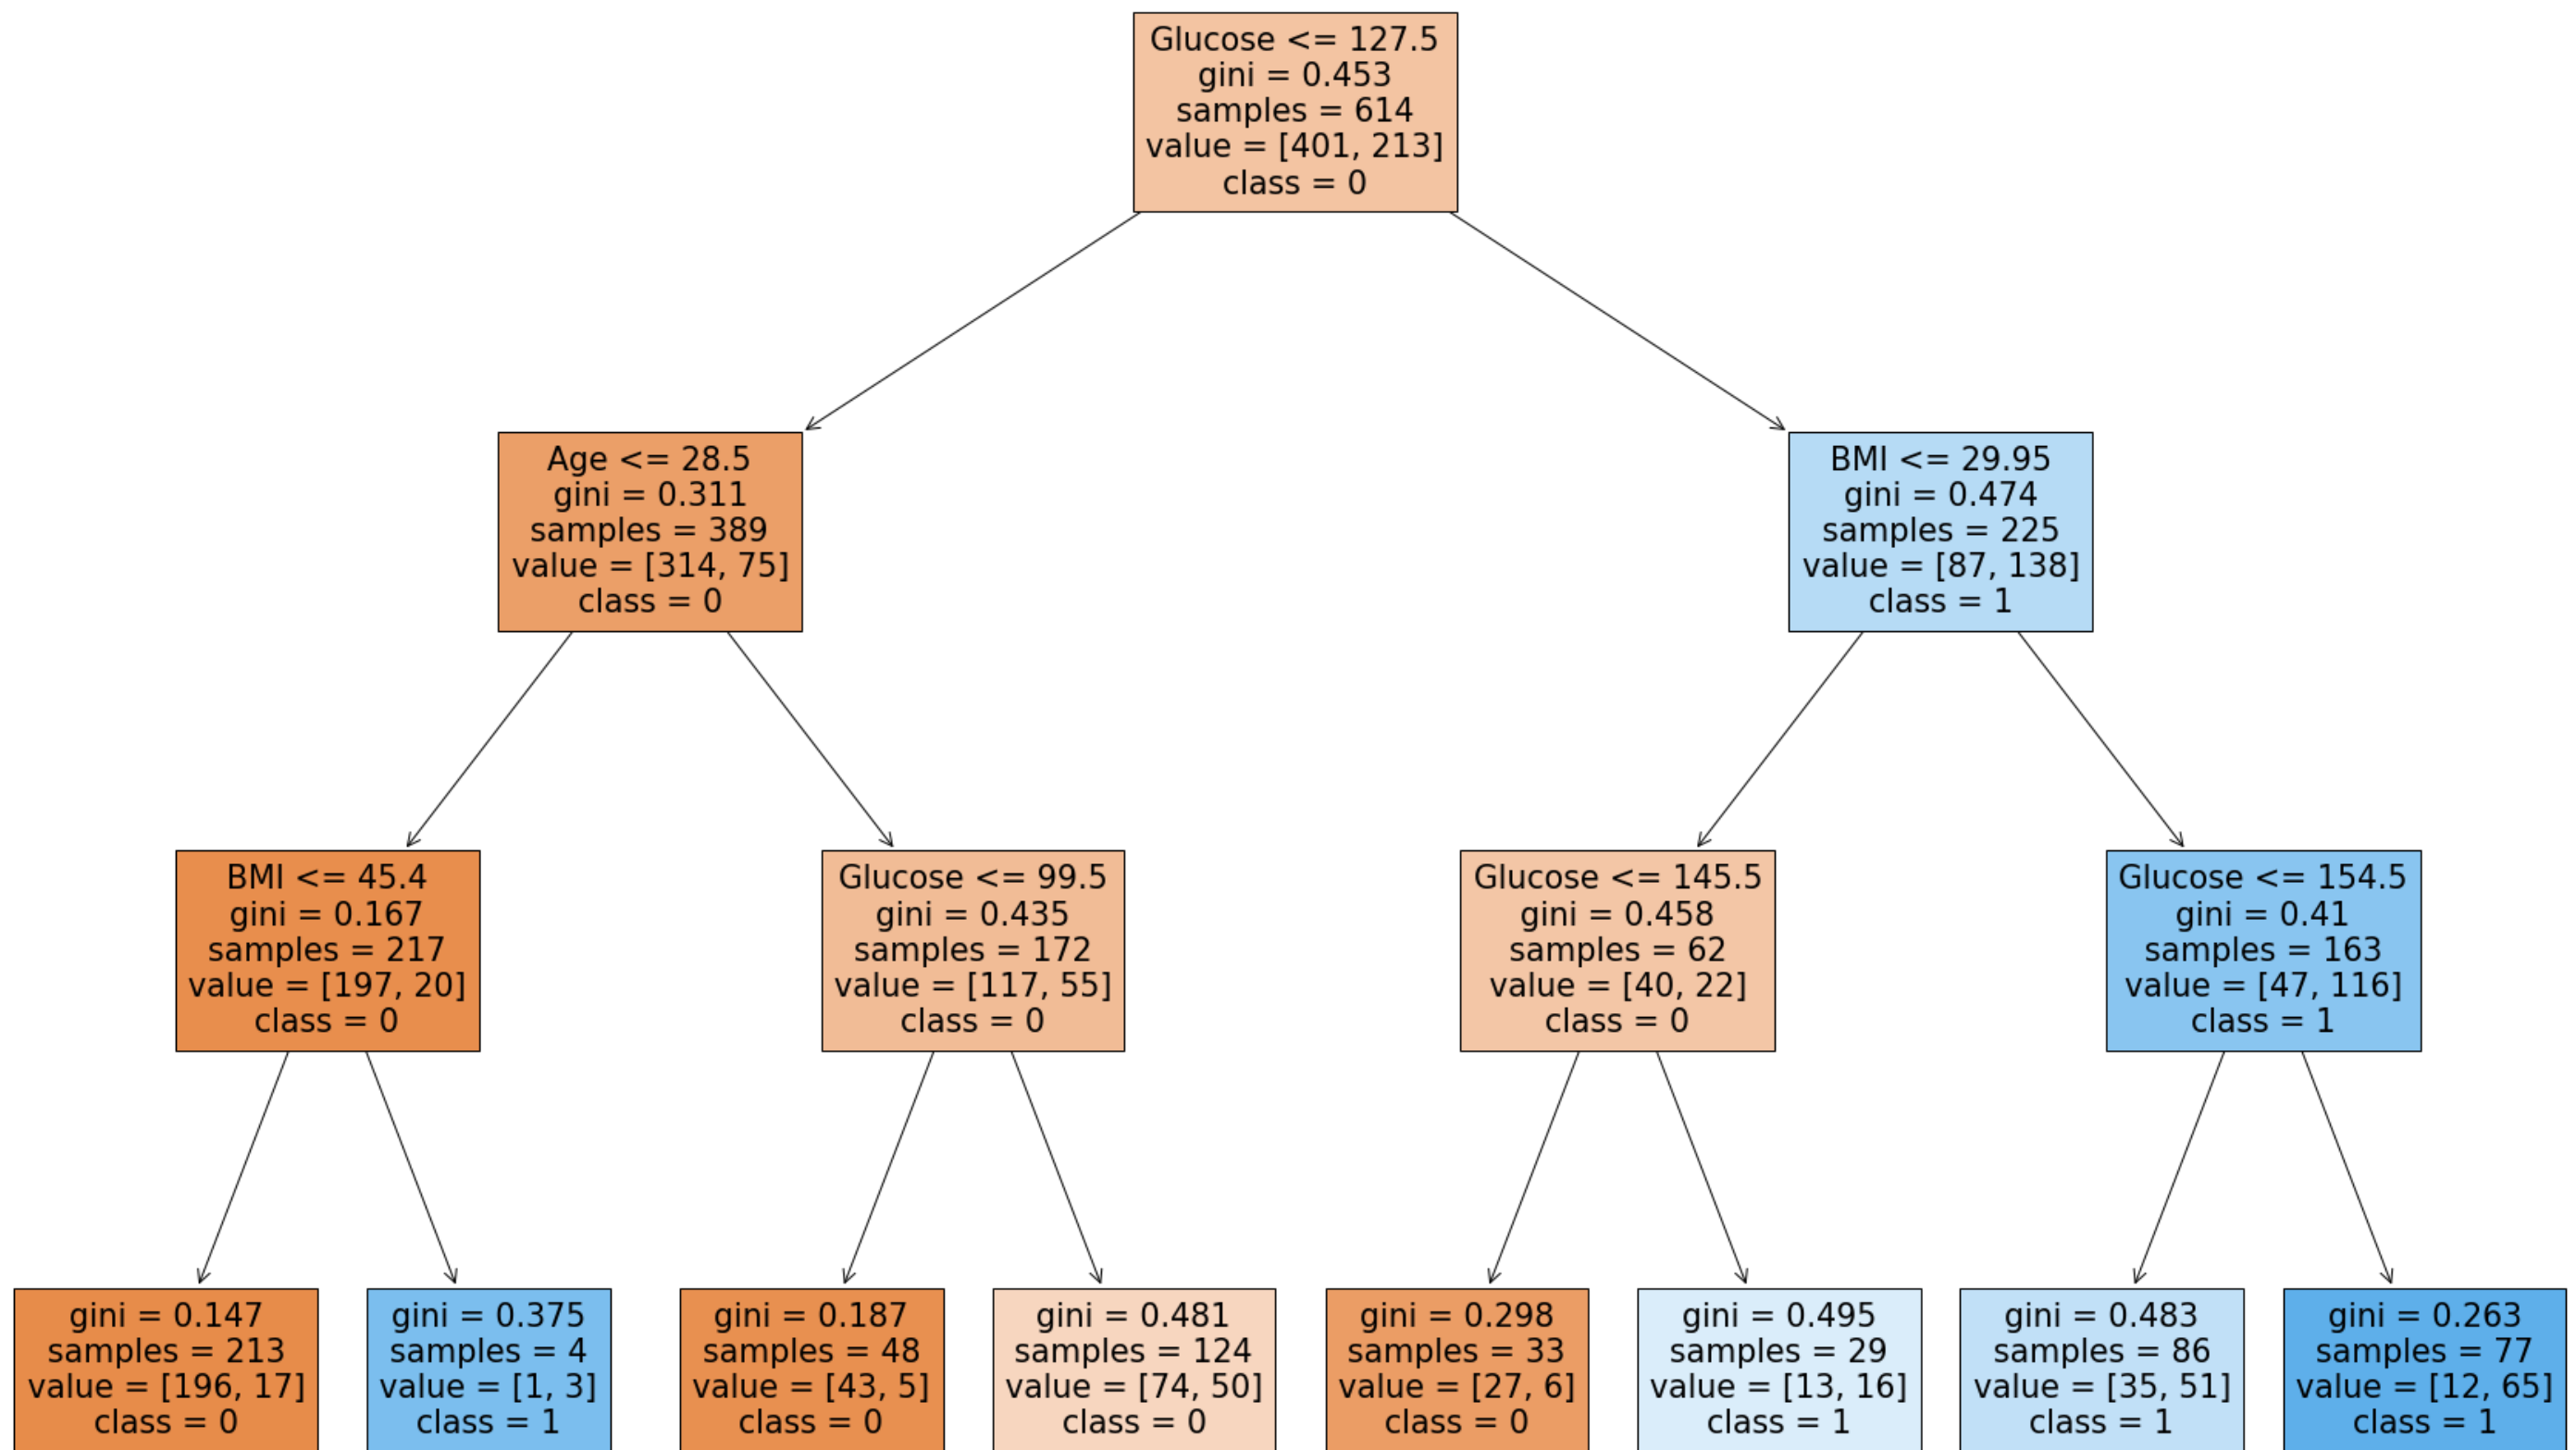 Glucose <= 127.5
gini = 0.453
samples = 614
value = [401, 213]
class = 0
Age <= 28.5
gini = 0.311
samples = 389
value = [314, 75]
class = 0
BMI <= 29.95
gini = 0.474
samples = 225
value = [87, 138]
class = 1
BMI <= 45.4
gini = 0.167
samples = 217
value = [197, 20]
class = 0
Glucose <= 99.5
gini = 0.435
samples = 172
value = [117, 55]
class = 0
Glucose <= 145.5
gini = 0.458
samples = 62
value = [40, 22]
class = 0
Glucose <= 154.5
gini = 0.41
samples = 163
value = [47, 116]
class = 1
gini = 0.147
samples = 213
value = [196, 17]
class = 0
gini = 0.375
samples = 4
value = [1, 3]
class = 1
gini = 0.187
samples = 48
value = [43, 5]
class = 0
gini = 0.481
samples = 124
value = [74, 50]
class = 0
gini = 0.298
samples = 33
value = [27, 6]
class = 0
gini = 0.495
samples = 29
value = [13, 16]
class = 1
gini = 0.483
samples = 86
value = [35, 51]
class = 1
gini = 0.263
samples = 77
value = [12, 65]
class = 1